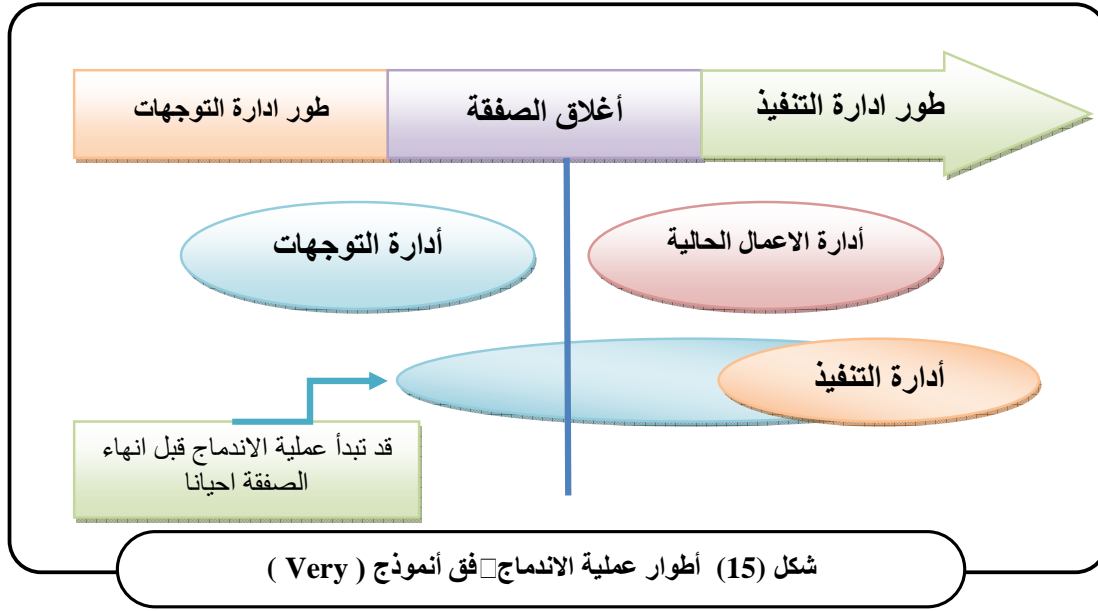 طور ادارة التوجهات
أغلاق الصفقة
طور ادارة التنفيذ
أدارة التوجهات
أدارة الاعمال الحالية
أدارة التنفيذ
قد تبدأ عملية الاندماج قبل انهاء
الصفقة احيانا
شكل (15) أطوار عملية الاندماج□فق أنموذج ( Very )